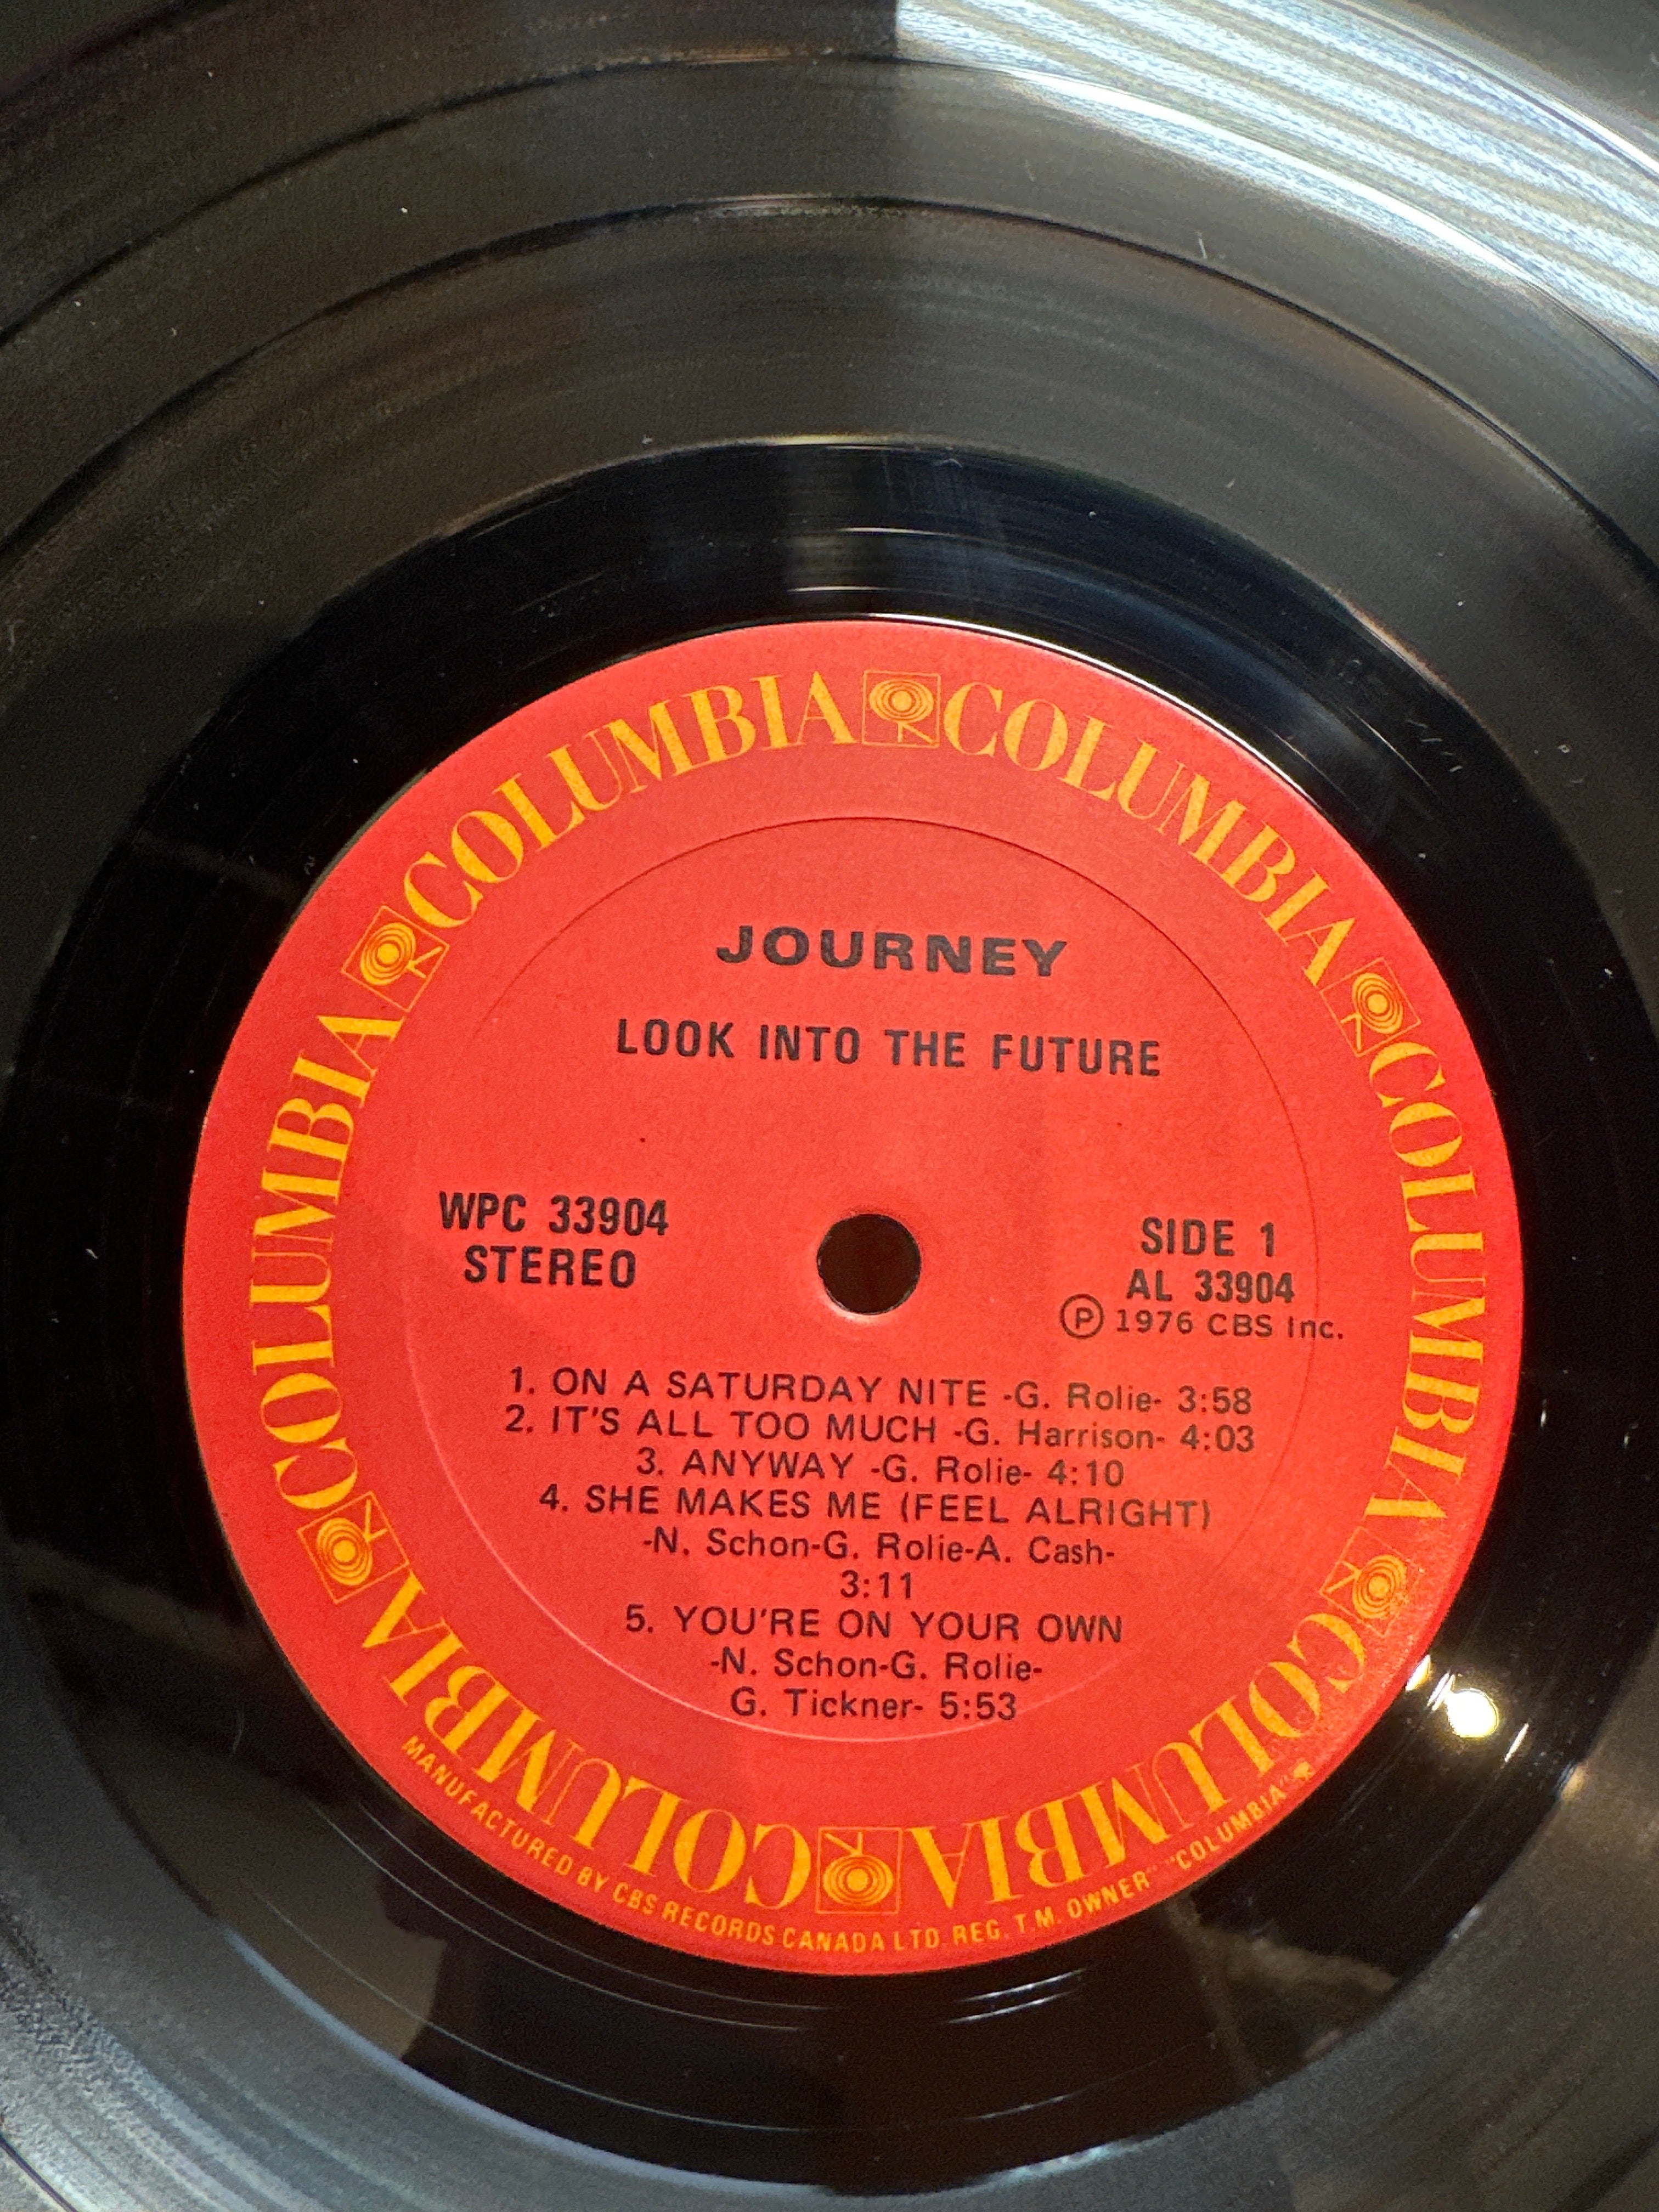 COLUMBIA COLUMBIA COLUMBIA COLUMBIA COLUMBIA COLUMBIA
JOURNEY
LOOK INTO THE FUTURE
WPC 33904
STEREO
SIDE 1
AL 33904
Ⓟ 1976 CBS Inc.
1. ON A SATURDAY NITE -G. Rolie- 3:58
2. IT'S ALL TOO MUCH -G. Harrison- 4:03
3. ANYWAY -G. Rolie- 4:10
4. SHE MAKES ME (FEEL ALRIGHT)
-N. Schon-G. Rolie-A. Cash-
3:11
5. YOU'RE ON YOUR OWN
-N. Schon-G. Rolie-
G. Tickner- 5:53
MANUFACTURED BY CBS RECORDS CANADA LTD. REG. T.M. OWNER" "COLUMBIA"